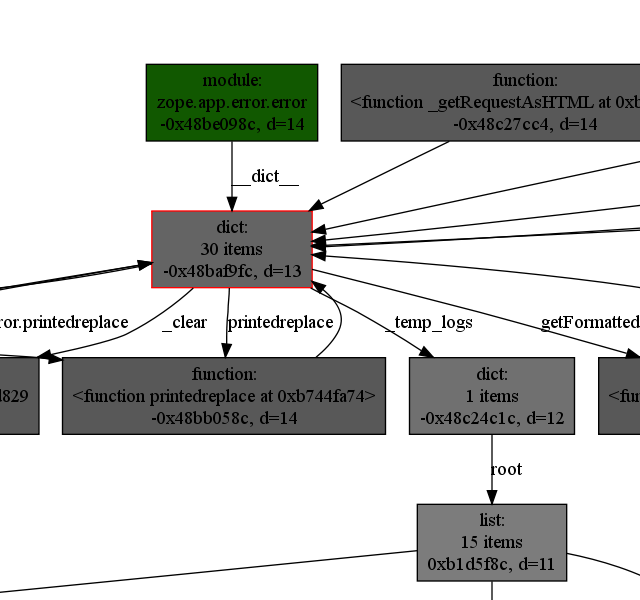 module:
zope.app.error.error
-0x48be098c, d=14
function:
<function _getRequestAsHTML at 0xb
-0x48c27cc4, d=14
__dict__
dict:
30 items
-0x48baf9fc, d=13
ror.printedreplace
_clear
printedreplace
_temp_logs
getFormatted
d829
function:
<function printedreplace at 0xb744fa74>
-0x48bb058c, d=14
dict:
1 items
-0x48c24c1c, d=12
<fun
root
list:
15 items
0xb1d5f8c, d=11